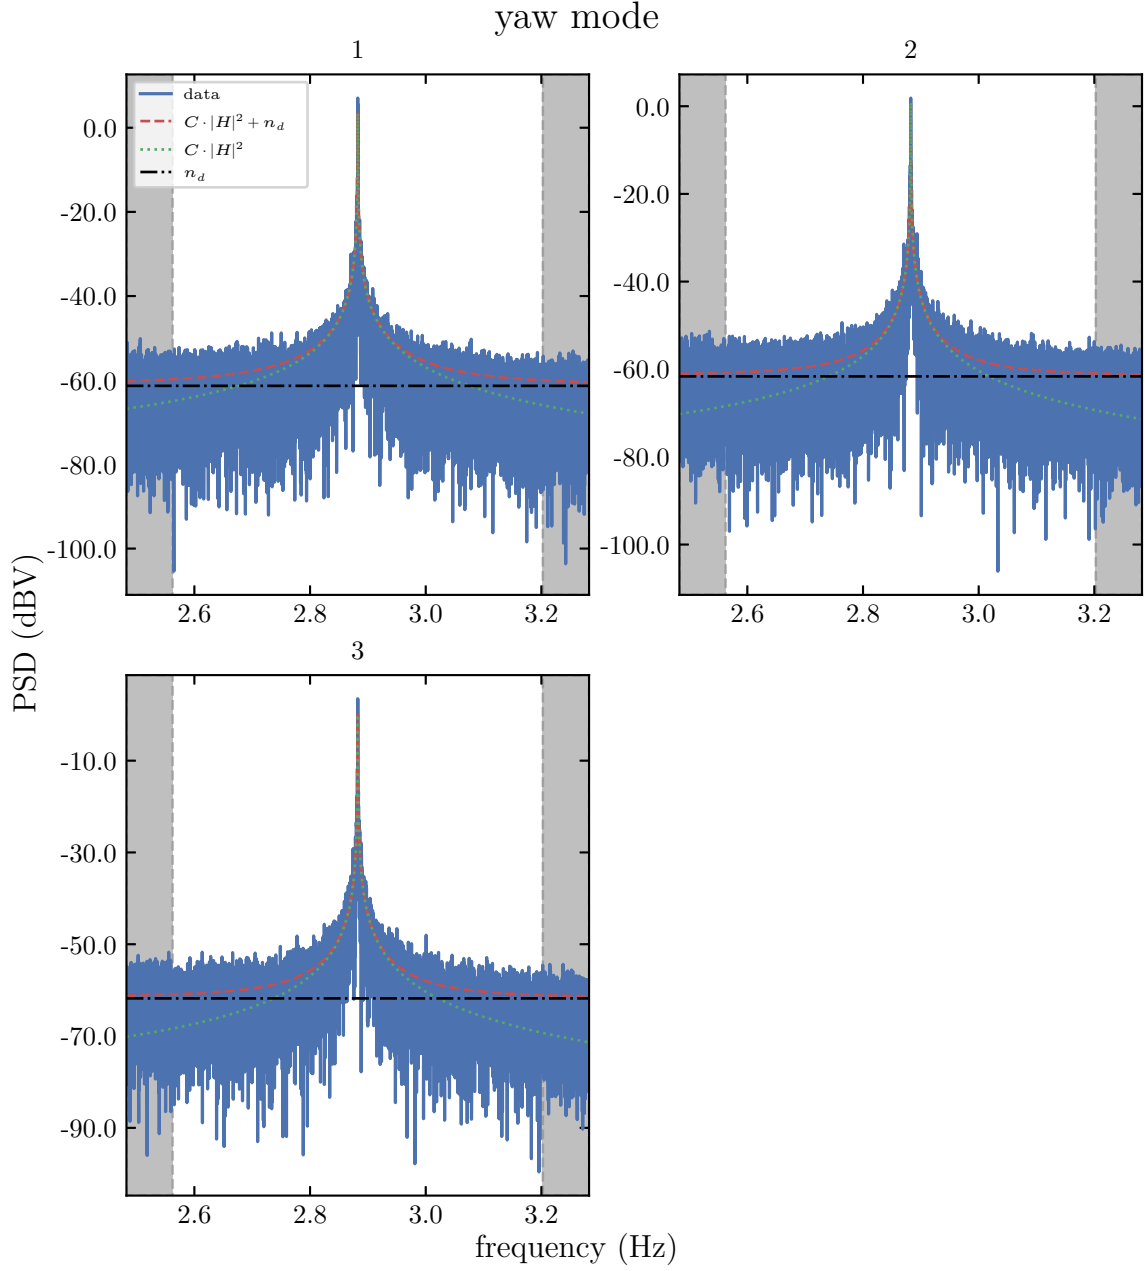 yaw mode
1
data
C · |H|² + n_d
C · |H|²
n_d
0.0
-20.0
-40.0
-60.0
-80.0
-100.0
2.6 2.8 3.0 3.2
2
0.0
-20.0
-40.0
-60.0
-80.0
-100.0
2.6 2.8 3.0 3.2
3
-10.0
-30.0
-50.0
-70.0
-90.0
2.6 2.8 3.0 3.2
PSD (dBV)
frequency (Hz)